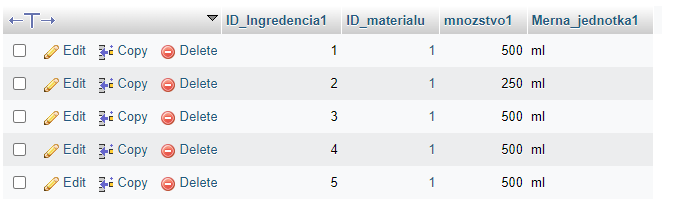 ID_Ingredencia1 ID_materialu mnozstvo1 Merna_jednotka1
Edit Copy Delete 1 1 500 ml
Edit Copy Delete 2 1 250 ml
Edit Copy Delete 3 1 500 ml
Edit Copy Delete 4 1 500 ml
Edit Copy Delete 5 1 500 ml